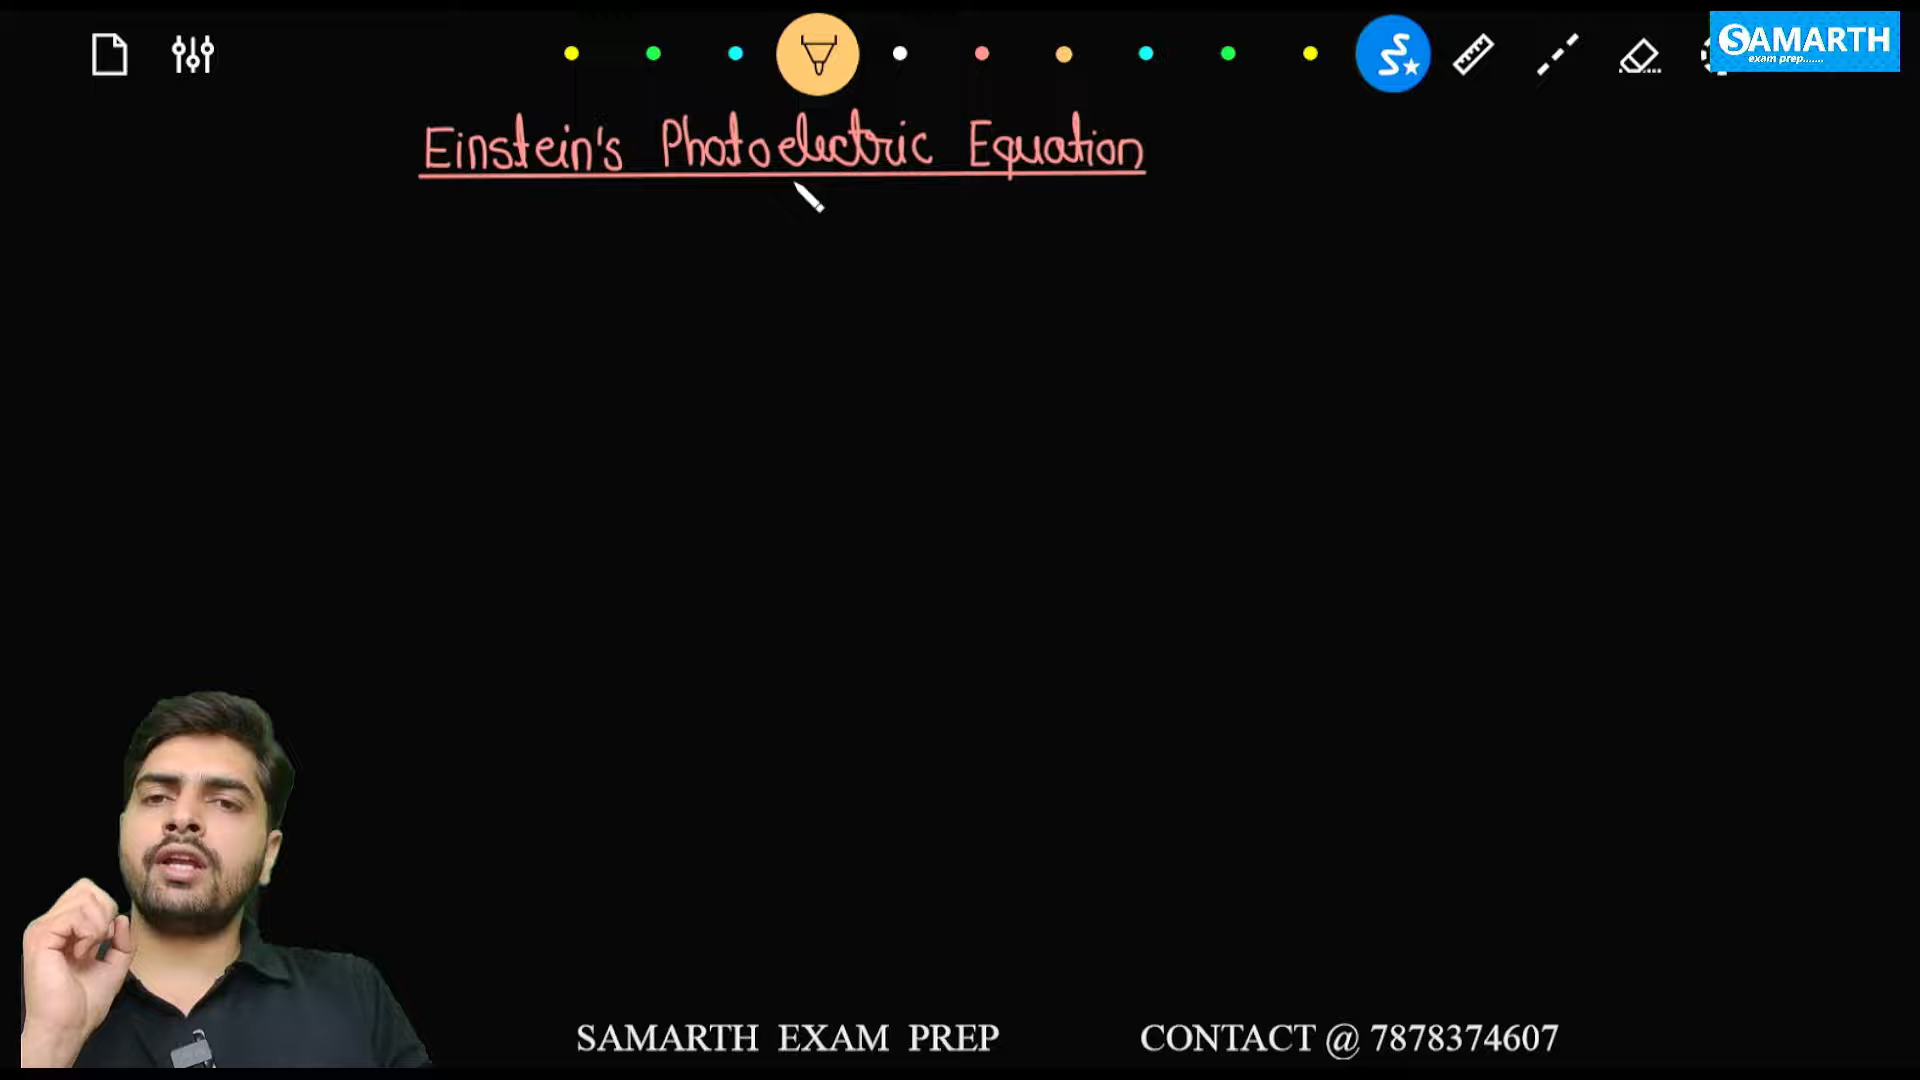 SAMARTH
exam prep.......
Einstein's Photoelectric Equation
SAMARTH EXAM PREP CONTACT @ 7878374607